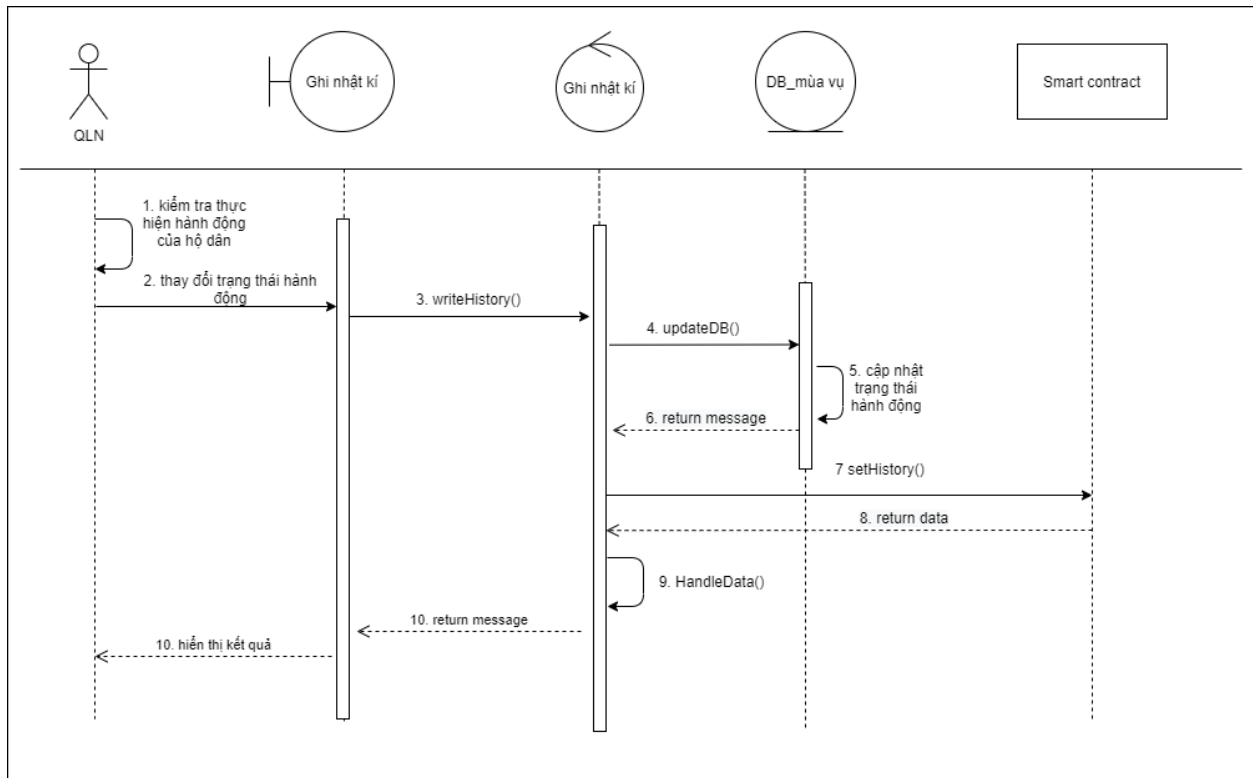 Ghi nhật kí
Ghi nhật kí
DB_mùa vụ
Smart contract
QLN
1. kiểm tra thực
hiện hành động
của hộ dân
2. thay đổi trạng thái hành
động
3. writeHistory()
4. updateDB()
5. cập nhật
trạng thái
hành động
6. return message
7 setHistory()
8. return data
9. HandleData()
10. return message
10. hiển thị kết quả